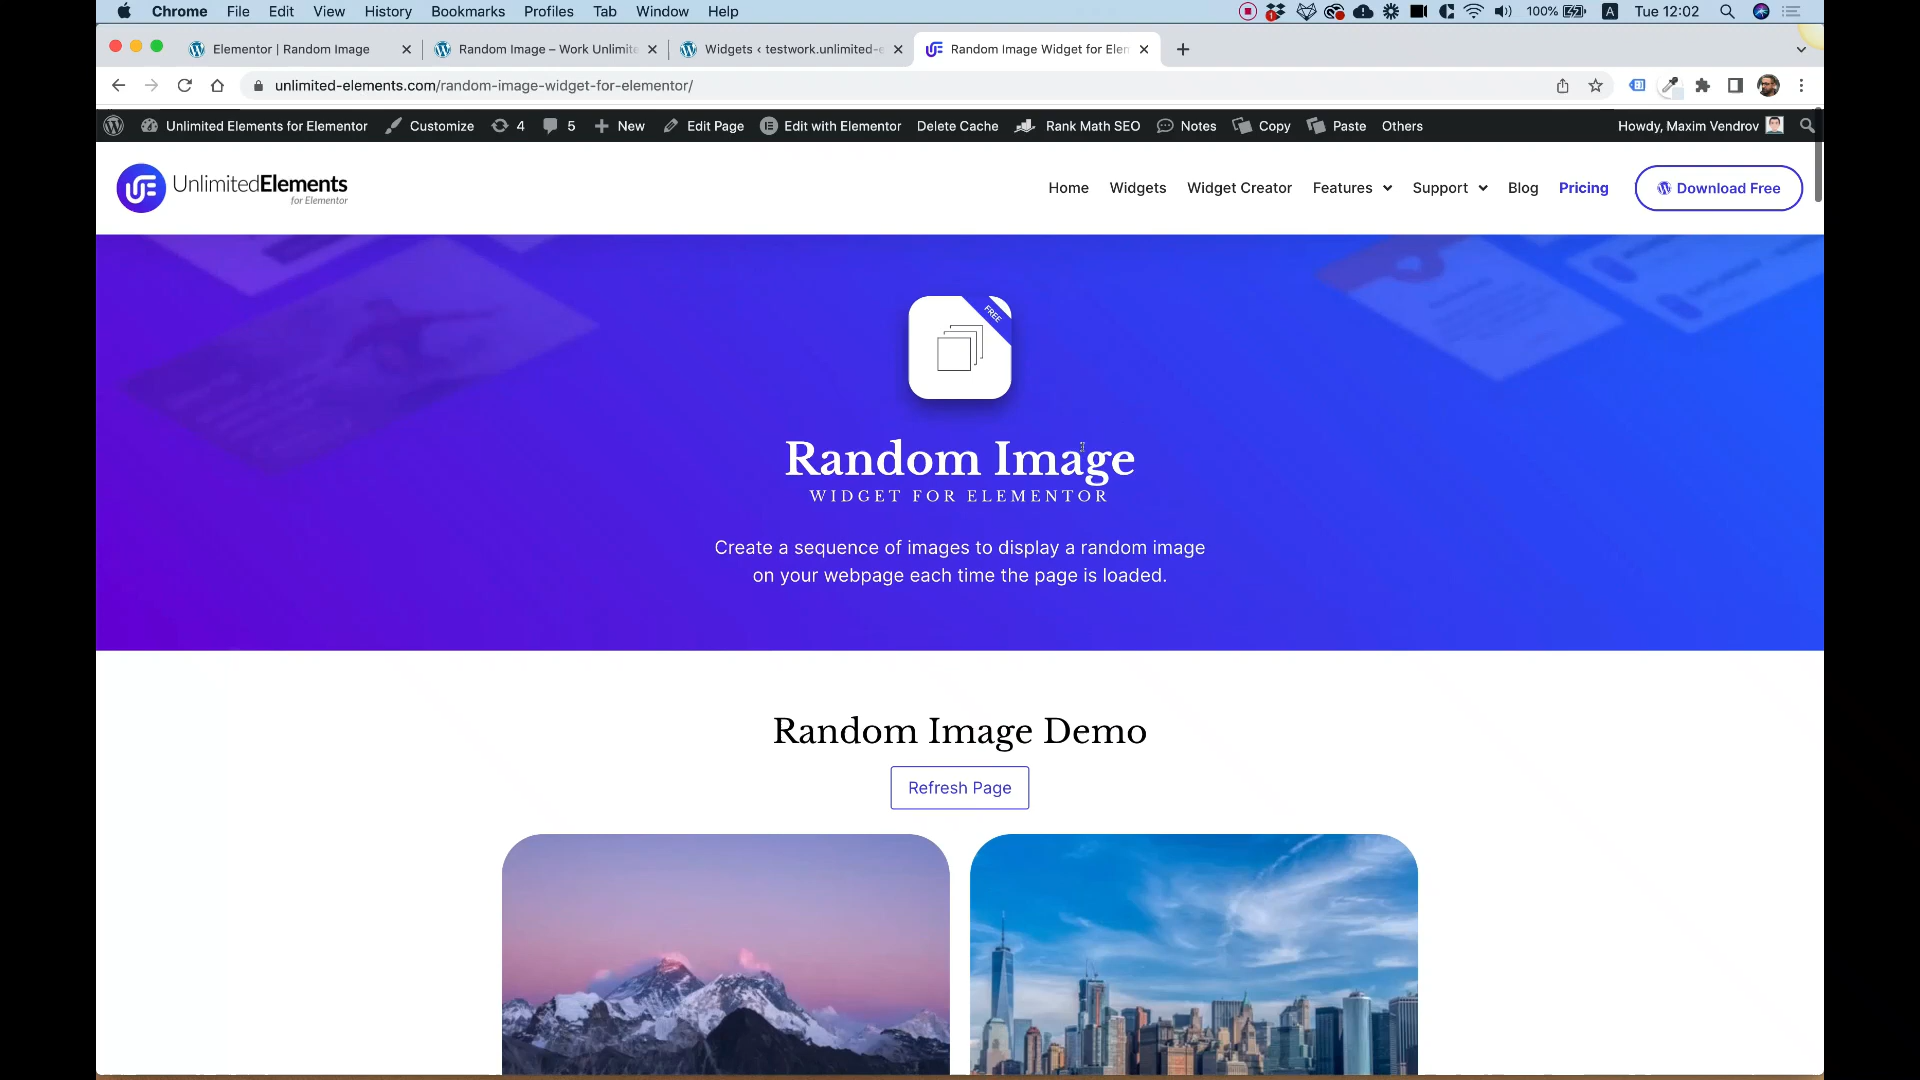 Chrome File Edit View History Bookmarks Profiles Tab Window Help 1 100% A Tue 12:02
Elementor | Random Image Random Image – Work Unlimite Widgets ‹ testwork.unlimited-e Random Image Widget for Elem
unlimited-elements.com/random-image-widget-for-elementor/
Unlimited Elements for Elementor Customize 4 5 New Edit Page Edit with Elementor Delete Cache Rank Math SEO Notes Copy Paste Others Howdy, Maxim Vendrov
UnlimitedElements
for Elementor
Home Widgets Widget Creator Features Support Blog Pricing Download Free
FREE
Random Image
WIDGET FOR ELEMENTOR
Create a sequence of images to display a random image
on your webpage each time the page is loaded.
Random Image Demo
Refresh Page